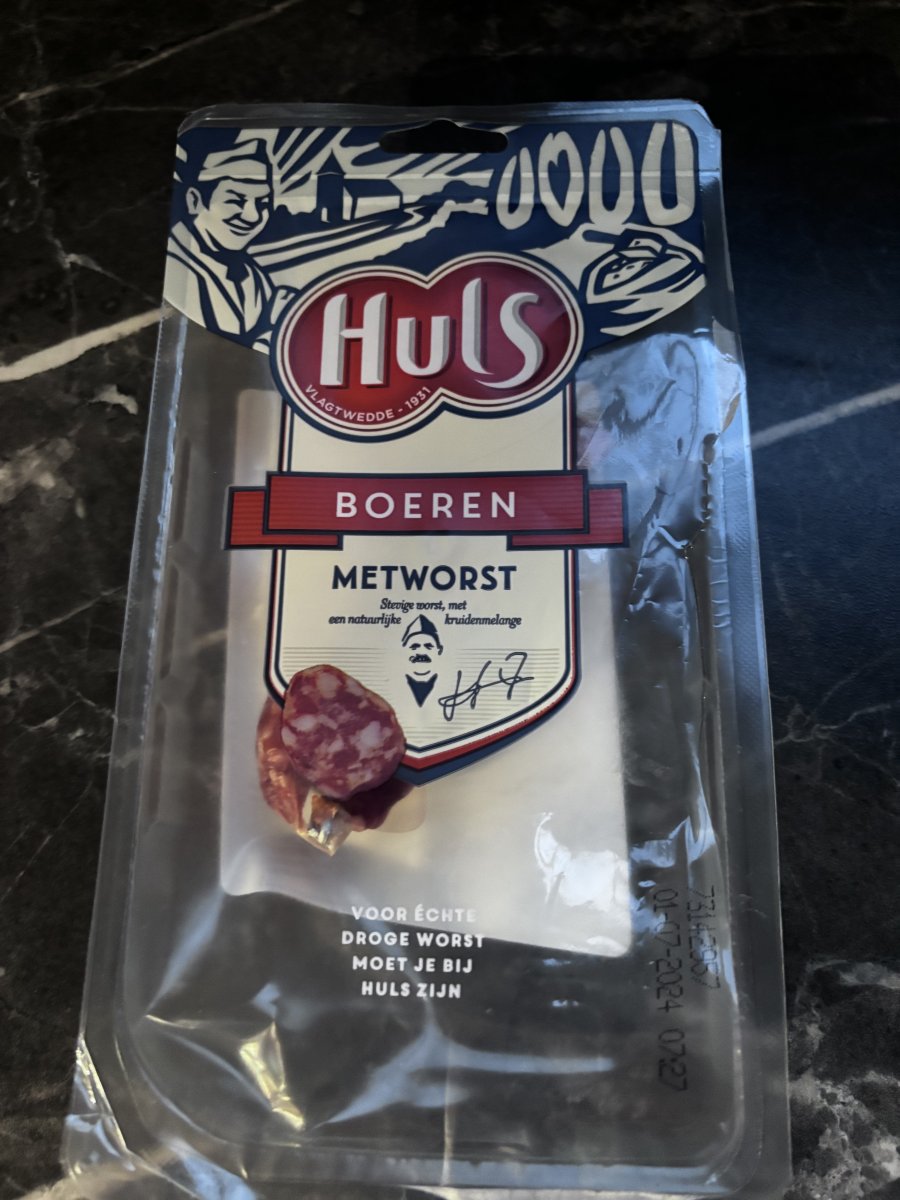 Huls
VLAGTWEDDE - 1931
BOEREN
METWORST
Stevige worst, met
een natuurlijke kruidenmelange
VOOR ÉCHTE
DROGE WORST
MOET JE BIJ
HULS ZIJN
01-07-2024 07:27